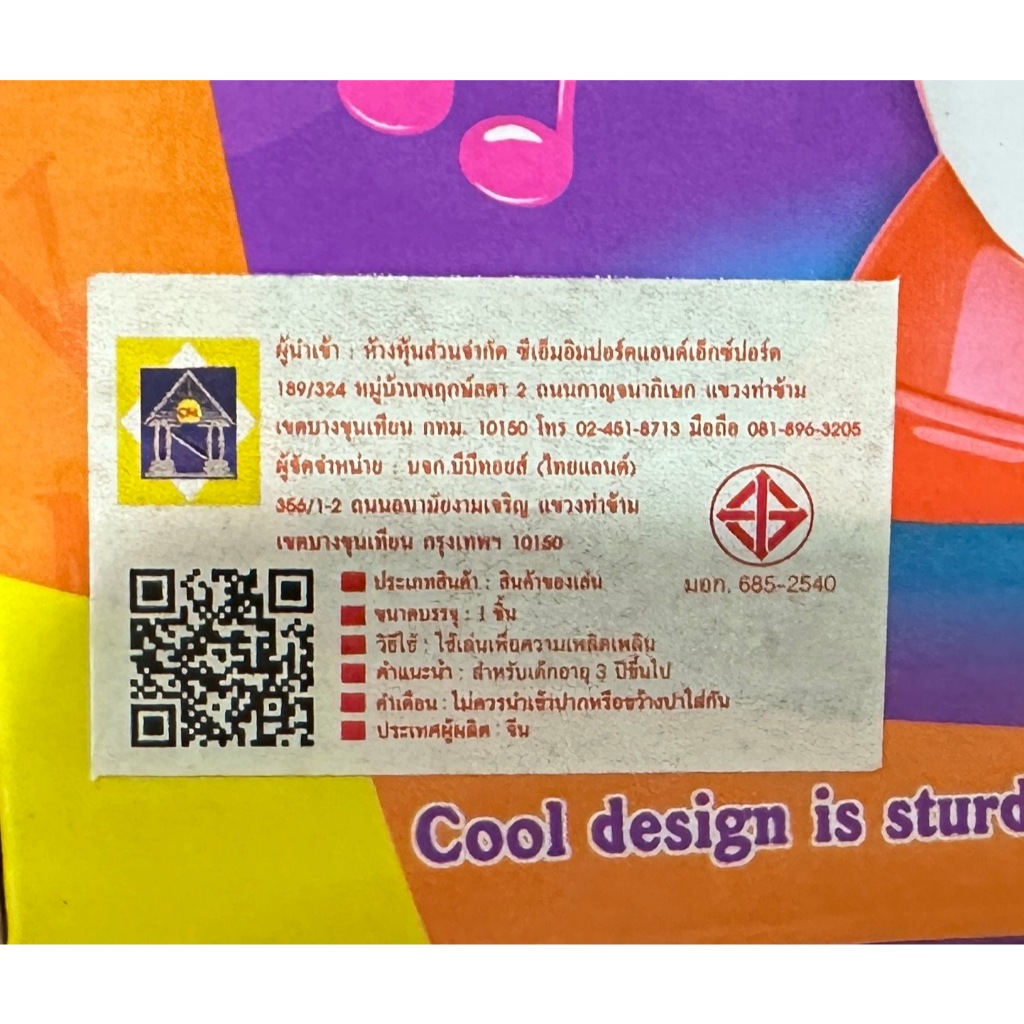 ผู้นำเข้า : ห้างหุ้นส่วนจำกัด ซีเอ็มอิมปอร์ตแอนด์เอ็กซ์ปอร์ต
189/324 หมู่บ้านพฤกษ์ลดา 2 ถนนกาญจนาภิเษก แขวงท่าข้าม
เขตบางขุนเทียน กทม. 10150 โทร 02-451-8713 มือถือ 081-896-3205
ผู้จัดจำหน่าย : บจก.บีบีทอยส์ (ไทยแลนด์)
356/1-2 ถนนอนามัยงามเจริญ แขวงท่าข้าม
เขตบางขุนเทียน กรุงเทพฯ 10150
มอก. 685-2540
ประเภทสินค้า : สินค้าของเล่น
ขนาดบรรจุ : 1 ชิ้น
วิธีใช้ : ใช้เล่นเพื่อความเพลิดเพลิน
คำแนะนำ : สำหรับเด็กอายุ 3 ปีขึ้นไป
คำเตือน : ไม่ควรนำเข้าปากหรือขว้างปาใส่กัน
ประเทศผู้ผลิต : จีน
Cool design is sturd